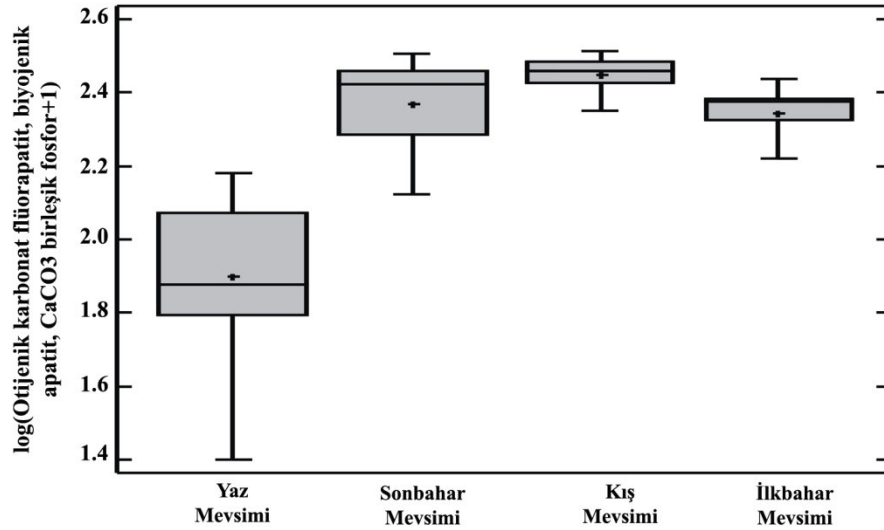 log(Otijenik karbonat flüorapatit, biyojenik
apatit, CaCO3 birleşik fosfor+1)
2.6
2.4
2.2
2.0
1.8
1.6
1.4
Yaz
Mevsimi
Sonbahar
Mevsimi
Kış
Mevsimi
İlkbahar
Mevsimi